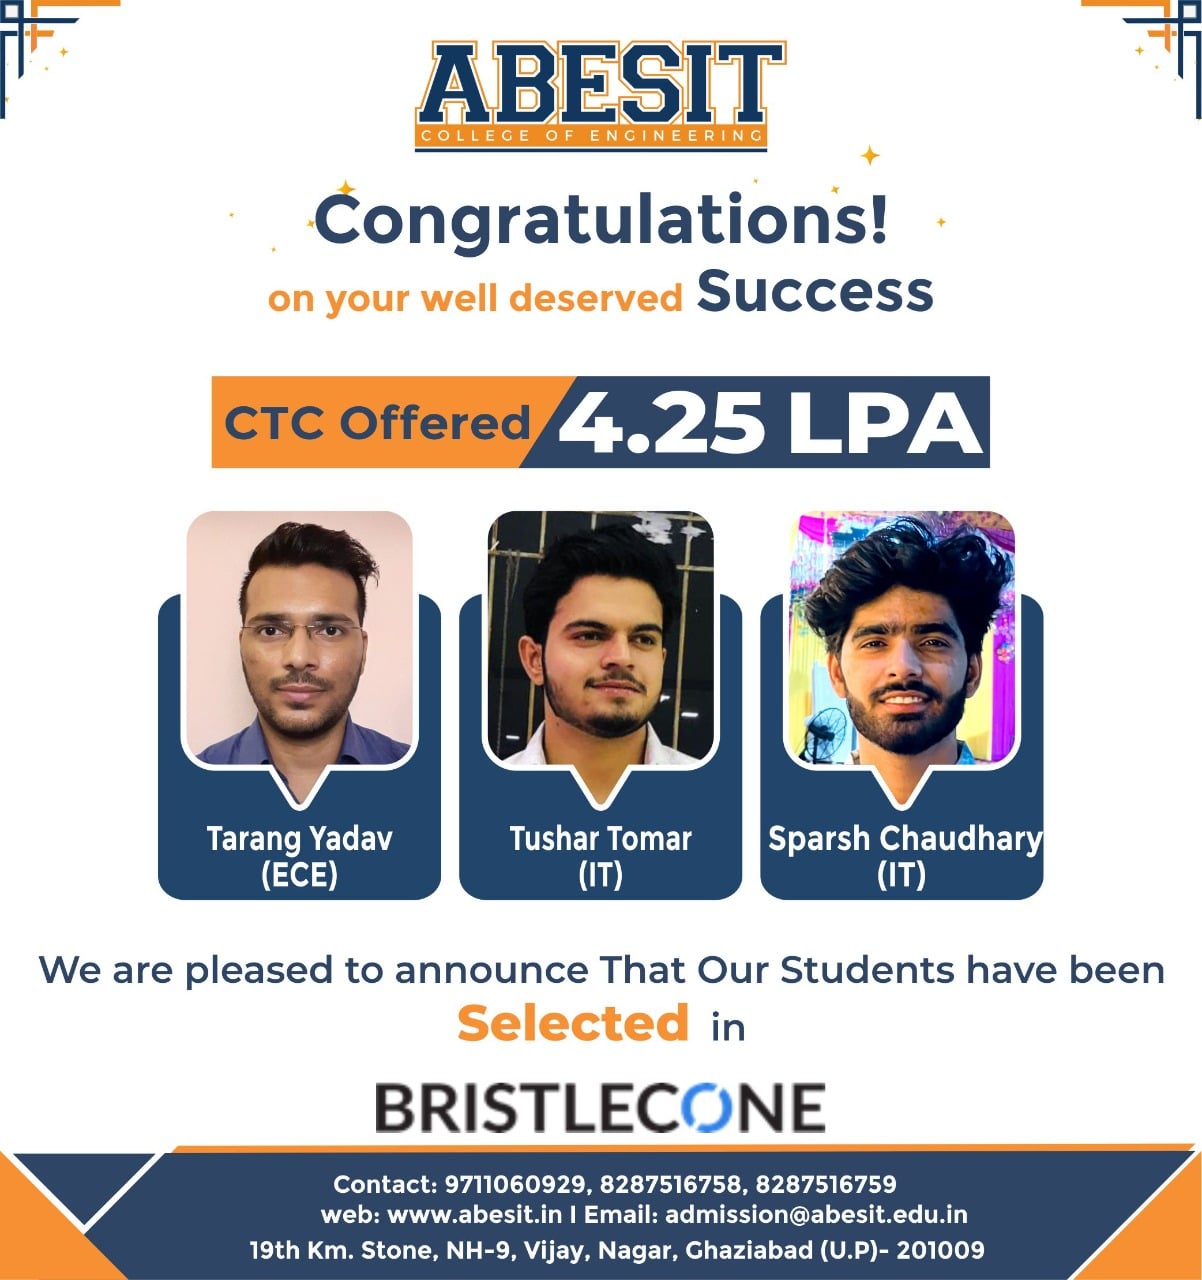 ABESIT
COLLEGE OF ENGINEERING
Congratulations!
on your well deserved Success
CTC Offered 4.25 LPA
Tarang Yadav
(ECE)
Tushar Tomar
(IT)
Sparsh Chaudhary
(IT)
We are pleased to announce That Our Students have been
Selected in
BRISTLECONE
Contact: 9711060929, 8287516758, 8287516759
web: www.abesit.in I Email: admission@abesit.edu.in
19th Km. Stone, NH-9, Vijay, Nagar, Ghaziabad (U.P)- 201009